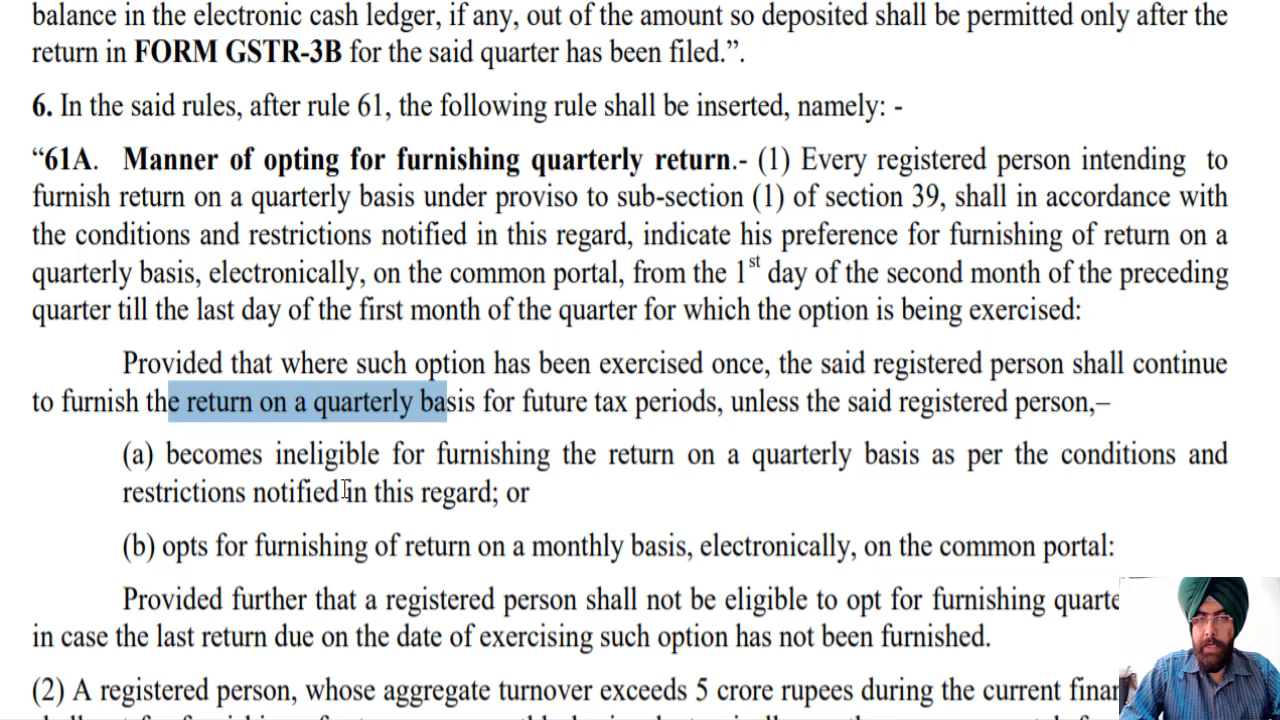 balance in the electronic cash ledger, if any, out of the amount so deposited shall be permitted only after the
return in FORM GSTR-3B for the said quarter has been filed.”.
6. In the said rules, after rule 61, the following rule shall be inserted, namely: -
“61A. Manner of opting for furnishing quarterly return.- (1) Every registered person intending to
furnish return on a quarterly basis under proviso to sub-section (1) of section 39, shall in accordance with
the conditions and restrictions notified in this regard, indicate his preference for furnishing of return on a
quarterly basis, electronically, on the common portal, from the 1st day of the second month of the preceding
quarter till the last day of the first month of the quarter for which the option is being exercised:
Provided that where such option has been exercised once, the said registered person shall continue
to furnish the return on a quarterly basis for future tax periods, unless the said registered person,–
(a) becomes ineligible for furnishing the return on a quarterly basis as per the conditions and
restrictions notified in this regard; or
(b) opts for furnishing of return on a monthly basis, electronically, on the common portal:
Provided further that a registered person shall not be eligible to opt for furnishing quarte
in case the last return due on the date of exercising such option has not been furnished.
(2) A registered person, whose aggregate turnover exceeds 5 crore rupees during the current finan